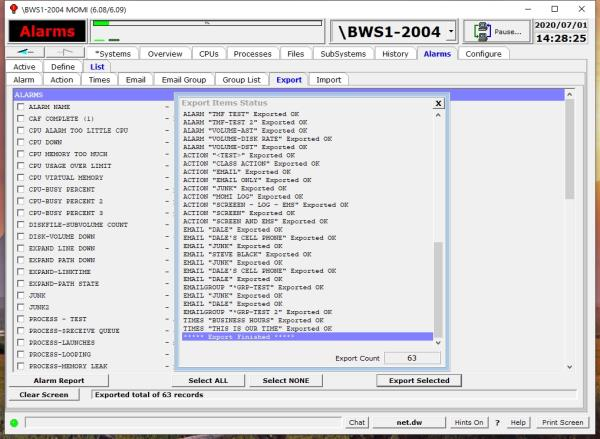 \BWS1-2004 MOMI (6.08/6.09)
Alarms
\BWS1-2004
Pause...
2020/07/01
14:28:25
*Systems Overview CPUs Processes Files SubSystems History Alarms Configure
Active Define List
Alarm Action Times Email Email Group Group List Export Import
ALARMS
ALARM NAME
CAF COMPLETE (1)
CPU ALARM TOO LITTLE CPU
CPU DOWN
CPU MEMORY TOO MUCH
CPU USAGE OVER LIMIT
CPU VIRTUAL MEMORY
CPU-BUSY PERCENT
CPU-BUSY PERCENT 2
CPU-BUSY PERCENT 3
DISKFILE-SUBVOLUME COUNT
DISK-VOLUME DOWN
EXPAND LINE DOWN
EXPAND PATH DOWN
EXPAND-LINKTIME
EXPAND-PATH STATE
JUNK
JUNK2
PROCESS - TEST
PROCESS-$RECEIVE QUEUE
PROCESS-LAUNCHES
PROCESS-LOOPING
PROCESS-MEMORY LEAK
Export Items Status X
ALARM "TMF TEST" Exported OK
ALARM "TMF-TEST 2" Exported OK
ALARM "VOLUME-AST" Exported OK
ALARM "VOLUME-DISK RATE" Exported OK
ALARM "VOLUME-DST" Exported OK
ACTION "<TEST>" Exported OK
ACTION "CLASS ACTION" Exported OK
ACTION "EMAIL" Exported OK
ACTION "EMAIL ONLY" Exported OK
ACTION "JUNK" Exported OK
ACTION "MOMI LOG" Exported OK
ACTION "SCREEEN - LOG - EMS" Exported OK
ACTION "SCREEN" Exported OK
ACTION "SCREEN AND EMS" Exported OK
EMAIL "DALE" Exported OK
EMAIL "DALE'S CELL PHONE" Exported OK
EMAIL "JUNK" Exported OK
EMAIL "STEVE BLACK" Exported OK
EMAIL "JUNK" Exported OK
EMAIL "DALE'S CELL PHONE" Exported OK
EMAIL "DALE" Exported OK
EMAILGROUP "*GRP-TEST" Exported OK
EMAIL "JUNK" Exported OK
EMAIL "DALE" Exported OK
EMAILGROUP "*GRP-TEST 2" Exported OK
TIMES "BUSINESS HOURS" Exported OK
TIMES "THIS IS OUR TIME" Exported OK
***** Export Finished *****
Export Count 63
Alarm Report Select ALL Select NONE Export Selected
Clear Screen Exported total of 63 records
Chat net.dw Hints On ? Help Print Screen